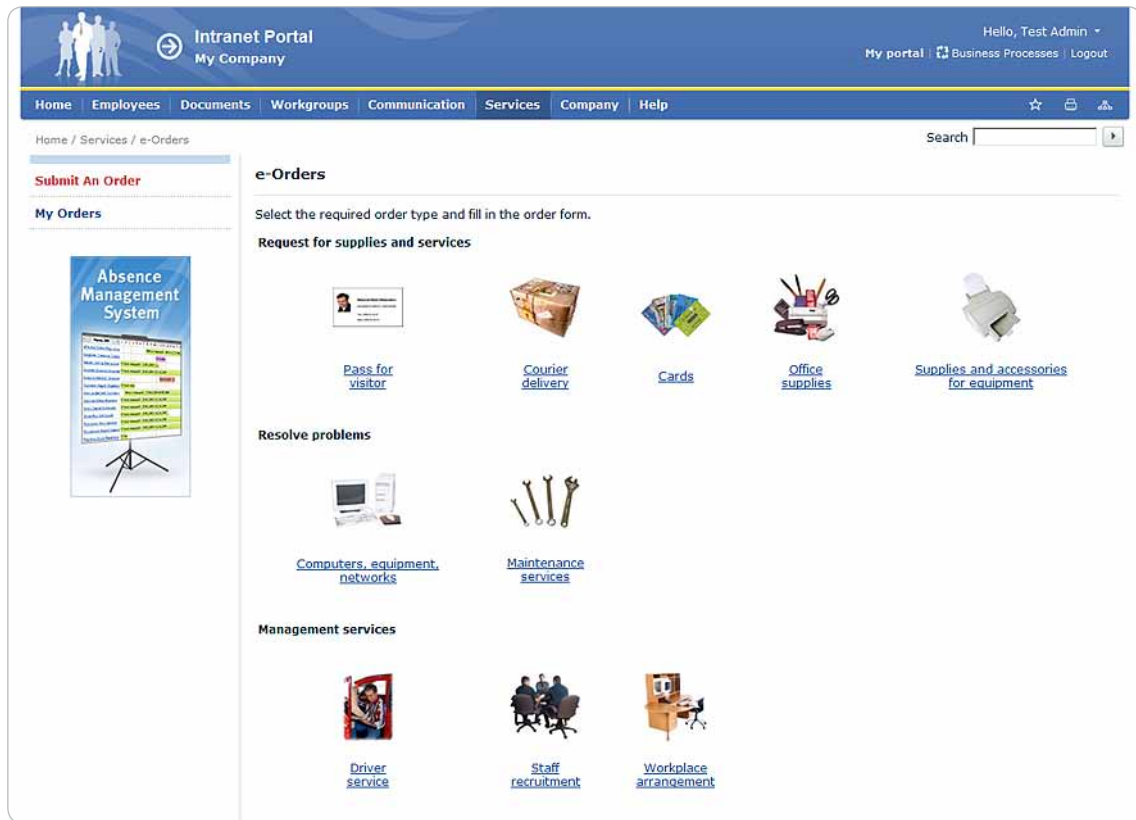 Intranet Portal
My Company
Hello, Test Admin
My portal | Business Processes | Logout
Home Employees Documents Workgroups Communication Services Company Help
Home / Services / e-Orders
Search
Submit An Order
My Orders
Absence
Management
System
e-Orders
Select the required order type and fill in the order form.
Request for supplies and services
Pass for
visitor
Courier
delivery
Cards
Office
supplies
Supplies and accessories
for equipment
Resolve problems
Computers, equipment,
networks
Maintenance
services
Management services
Driver
service
Staff
recruitment
Workplace
arrangement